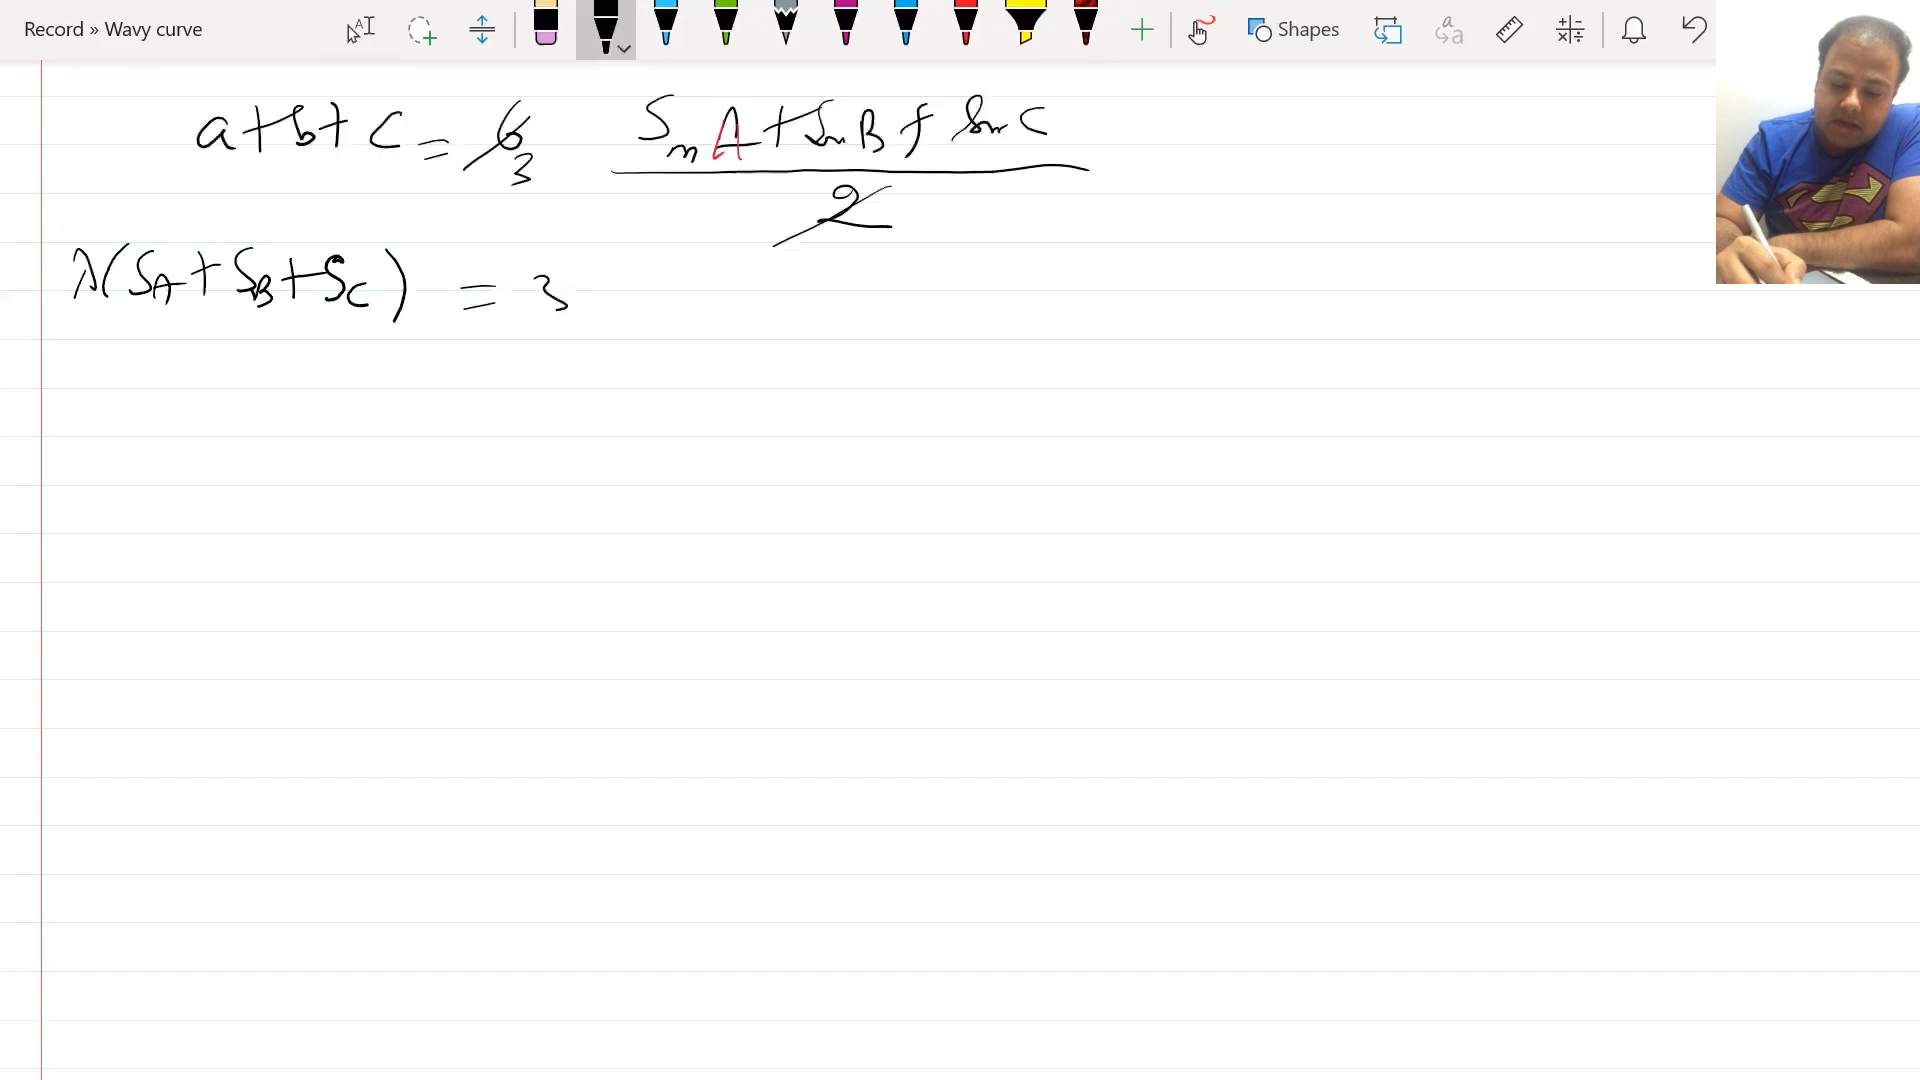 Record » Wavy curve
Shapes
a+b+c = 6 3 (Sin A + Sin B + Sin C) / 2
λ(SA + SB + SC) = 3